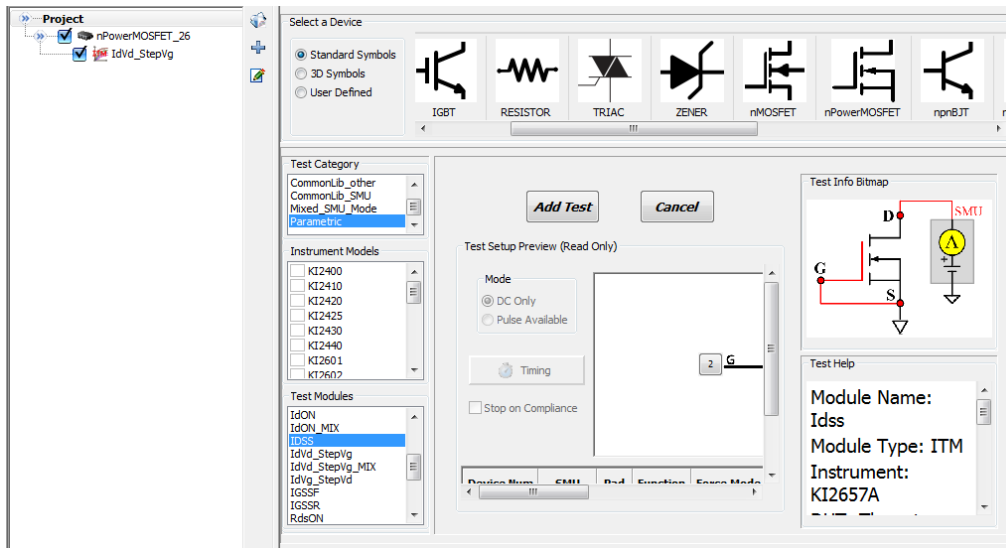 Project
nPowerMOSFET_26
IdVd_StepVg
Select a Device
Standard Symbols
3D Symbols
User Defined
IGBT
RESISTOR
TRIAC
ZENER
nMOSFET
nPowerMOSFET
npnBJT
Test Category
CommonLib_other
CommonLib_SMU
Mixed_SMU_Mode
Parametric
Instrument Models
KI2400
KI2410
KI2420
KI2425
KI2430
KI2440
KI2601
KI2602
Test Modules
IdON
IdON_MIX
IDSS
IdVd_StepVg
IdVd_StepVg_MIX
IdVg_StepVd
IGSSF
IGSSR
RdsON
Add Test
Cancel
Test Setup Preview (Read Only)
Mode
DC Only
Pulse Available
Timing
Stop on Compliance
2 G
Device Num SMU Pad Function Force Mode
Test Info Bitmap
D
SMU
A
G
S
Test Help
Module Name:
Idss
Module Type: ITM
Instrument:
KI2657A